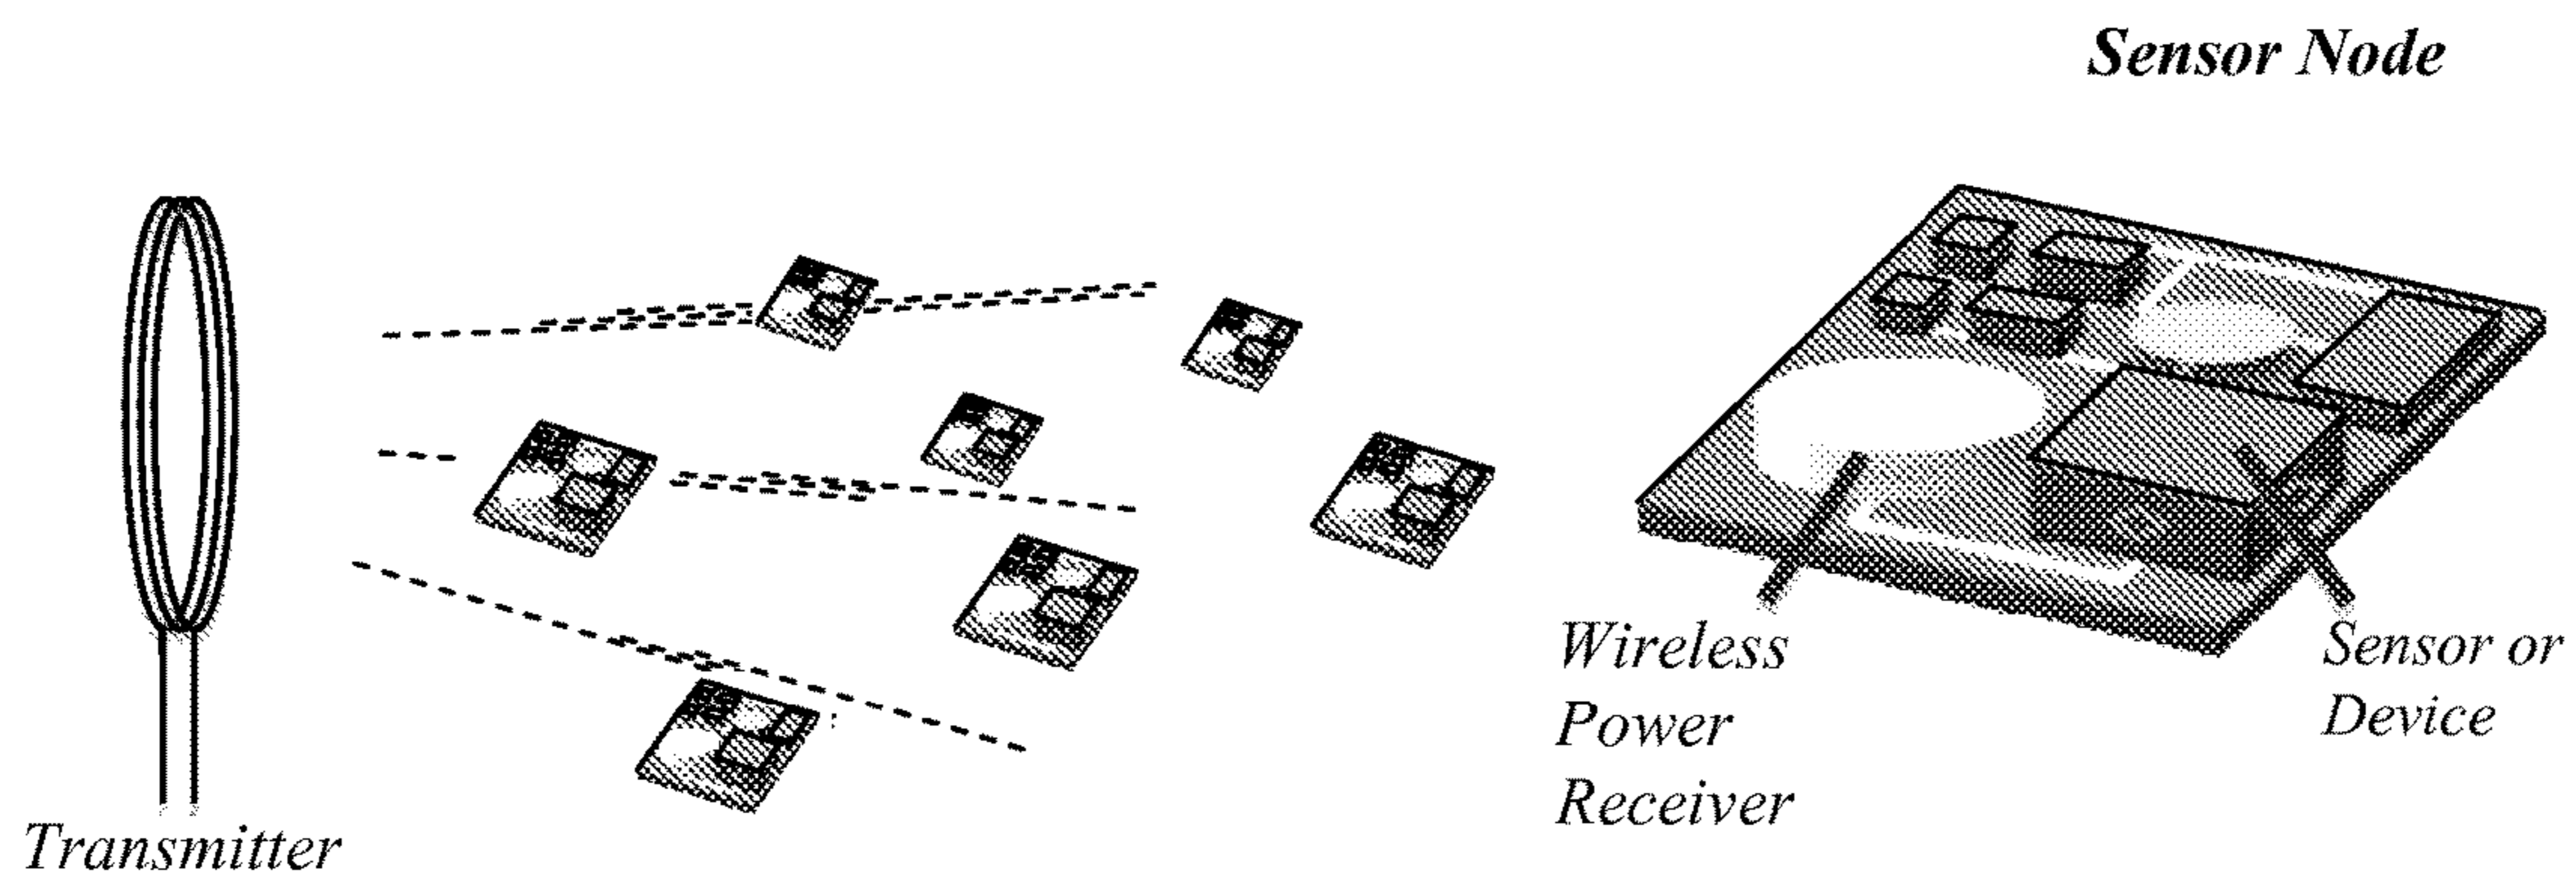 Sensor Node
Wireless
Power
Receiver
Sensor or
Device
Transmitter